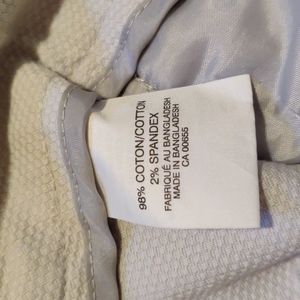 98% COTON/COTTON
2% SPANDEX
FABRIQUÉ AU BANGLADESH
MADE IN BANGLADESH
CA 00655